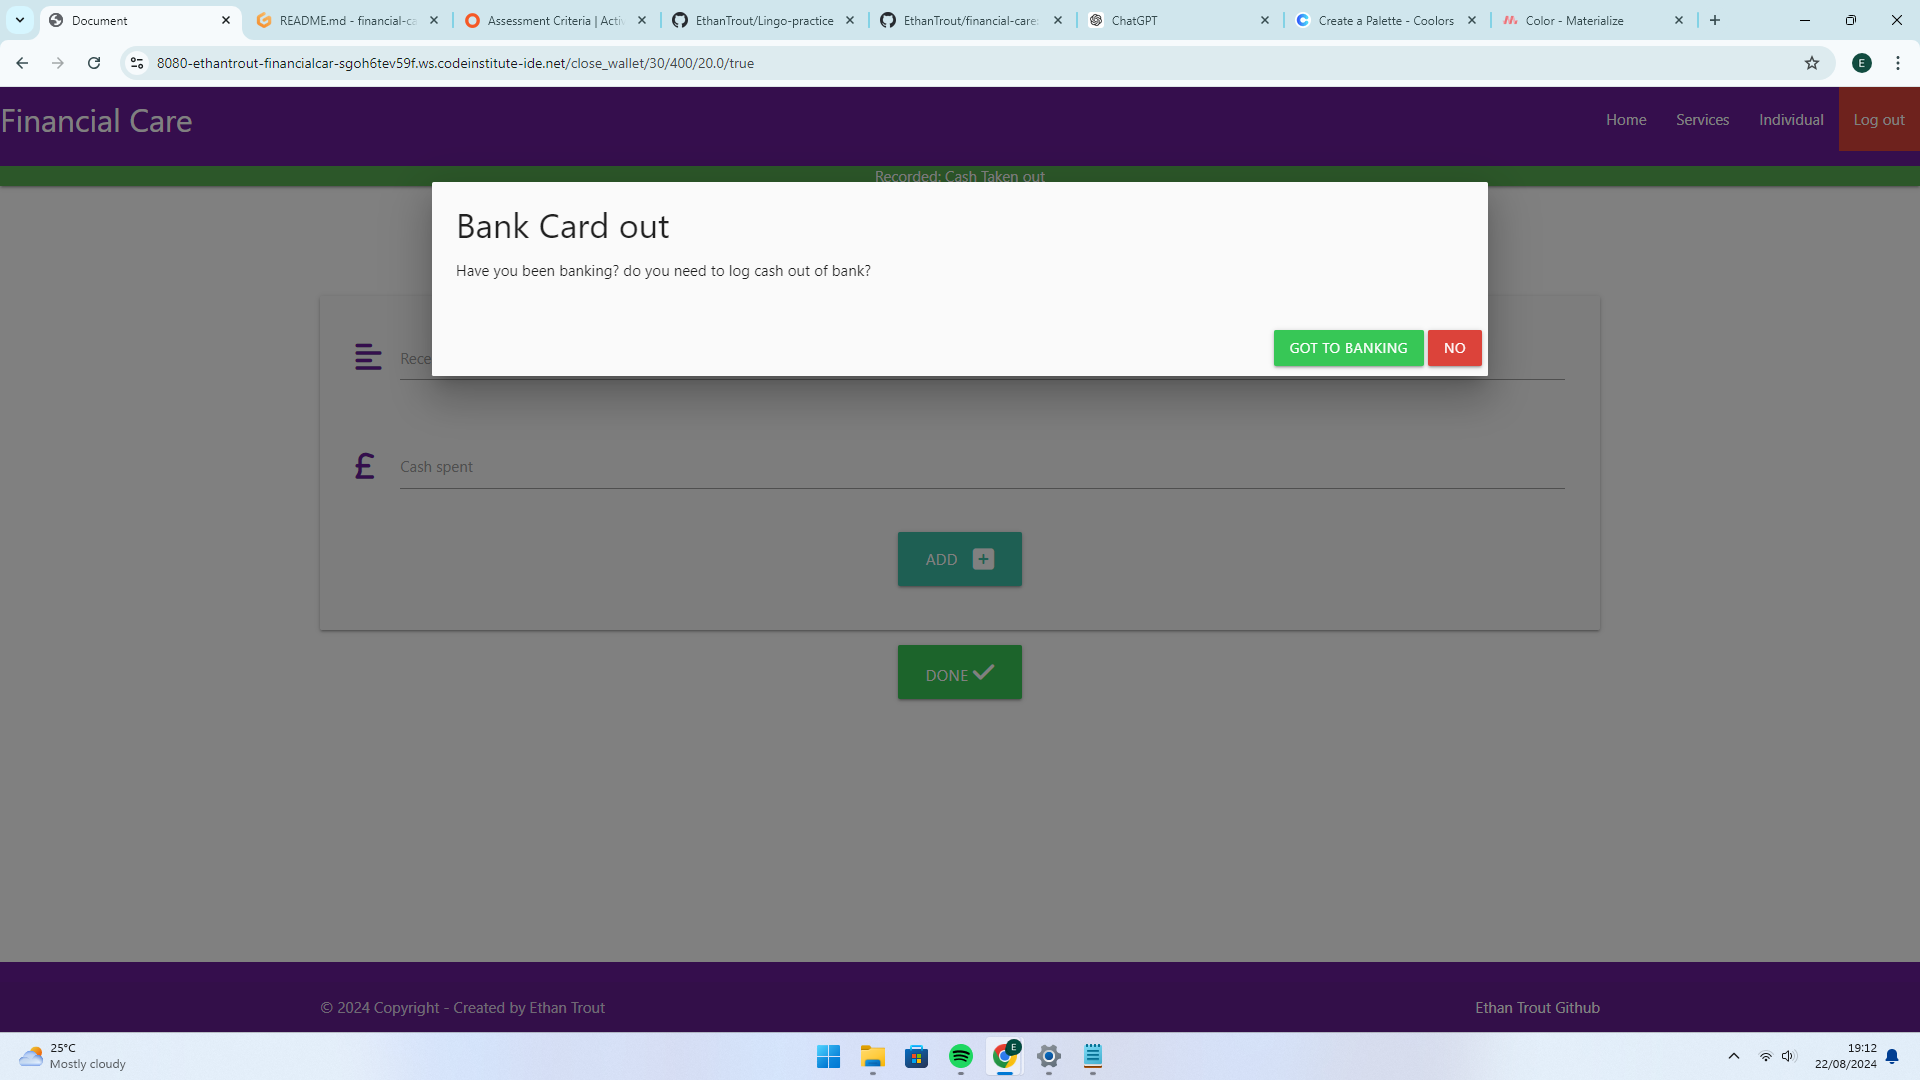 Document
README.md - financial-ca
Assessment Criteria | Activ
EthanTrout/Lingo-practice
EthanTrout/financial-care:
ChatGPT
Create a Palette - Coolors
Color - Materialize
8080-ethantrout-financialcar-sgoh6tev59f.ws.codeinstitute-ide.net/close_wallet/30/400/20.0/true
E
Financial Care
Home
Services
Individual
Log out
Recorded: Cash Taken out
Bank Card out
Have you been banking? do you need to log cash out of bank?
GOT TO BANKING
NO
Rece
£
Cash spent
ADD
DONE
© 2024 Copyright - Created by Ethan Trout
Ethan Trout Github
25°C
Mostly cloudy
E
19:12
22/08/2024